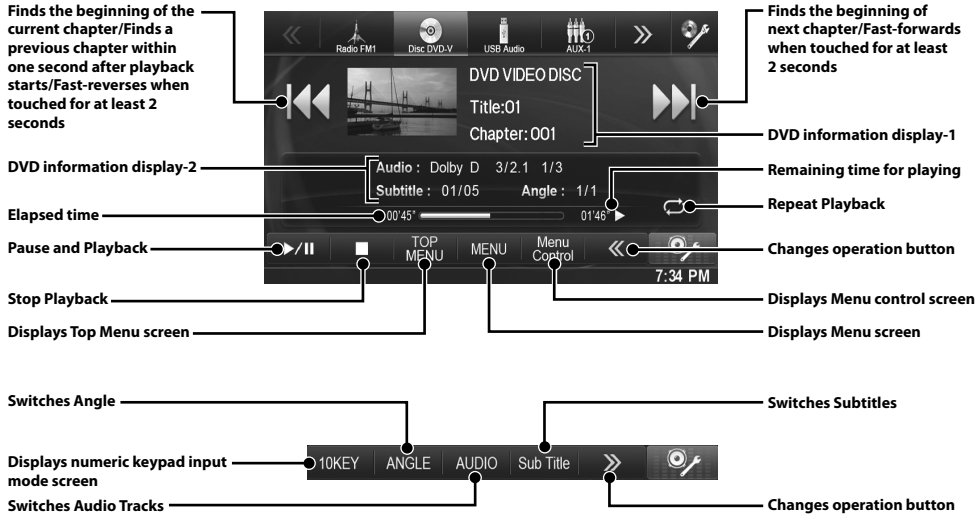 Finds the beginning of the
current chapter/Finds a
previous chapter within
one second after playback
starts/Fast-reverses when
touched for at least 2
seconds
DVD information display-2
Elapsed time
Pause and Playback
Stop Playback
Displays Top Menu screen
Radio FM1
Disc DVD-V
USB Audio
1
AUX-1
DVD VIDEO DISC
Title:01
Chapter: 001
Audio : Dolby D 3/2.1 1/3
Subtitle : 01/05 Angle : 1/1
00'45" 01'46"
TOP
MENU
MENU
Menu
Control
7:34 PM
Finds the beginning of
next chapter/Fast-forwards
when touched for at least
2 seconds
DVD information display-1
Remaining time for playing
Repeat Playback
Changes operation button
Displays Menu control screen
Displays Menu screen
Switches Angle
Displays numeric keypad input
mode screen
Switches Audio Tracks
10KEY
ANGLE
AUDIO
Sub Title
Switches Subtitles
Changes operation button